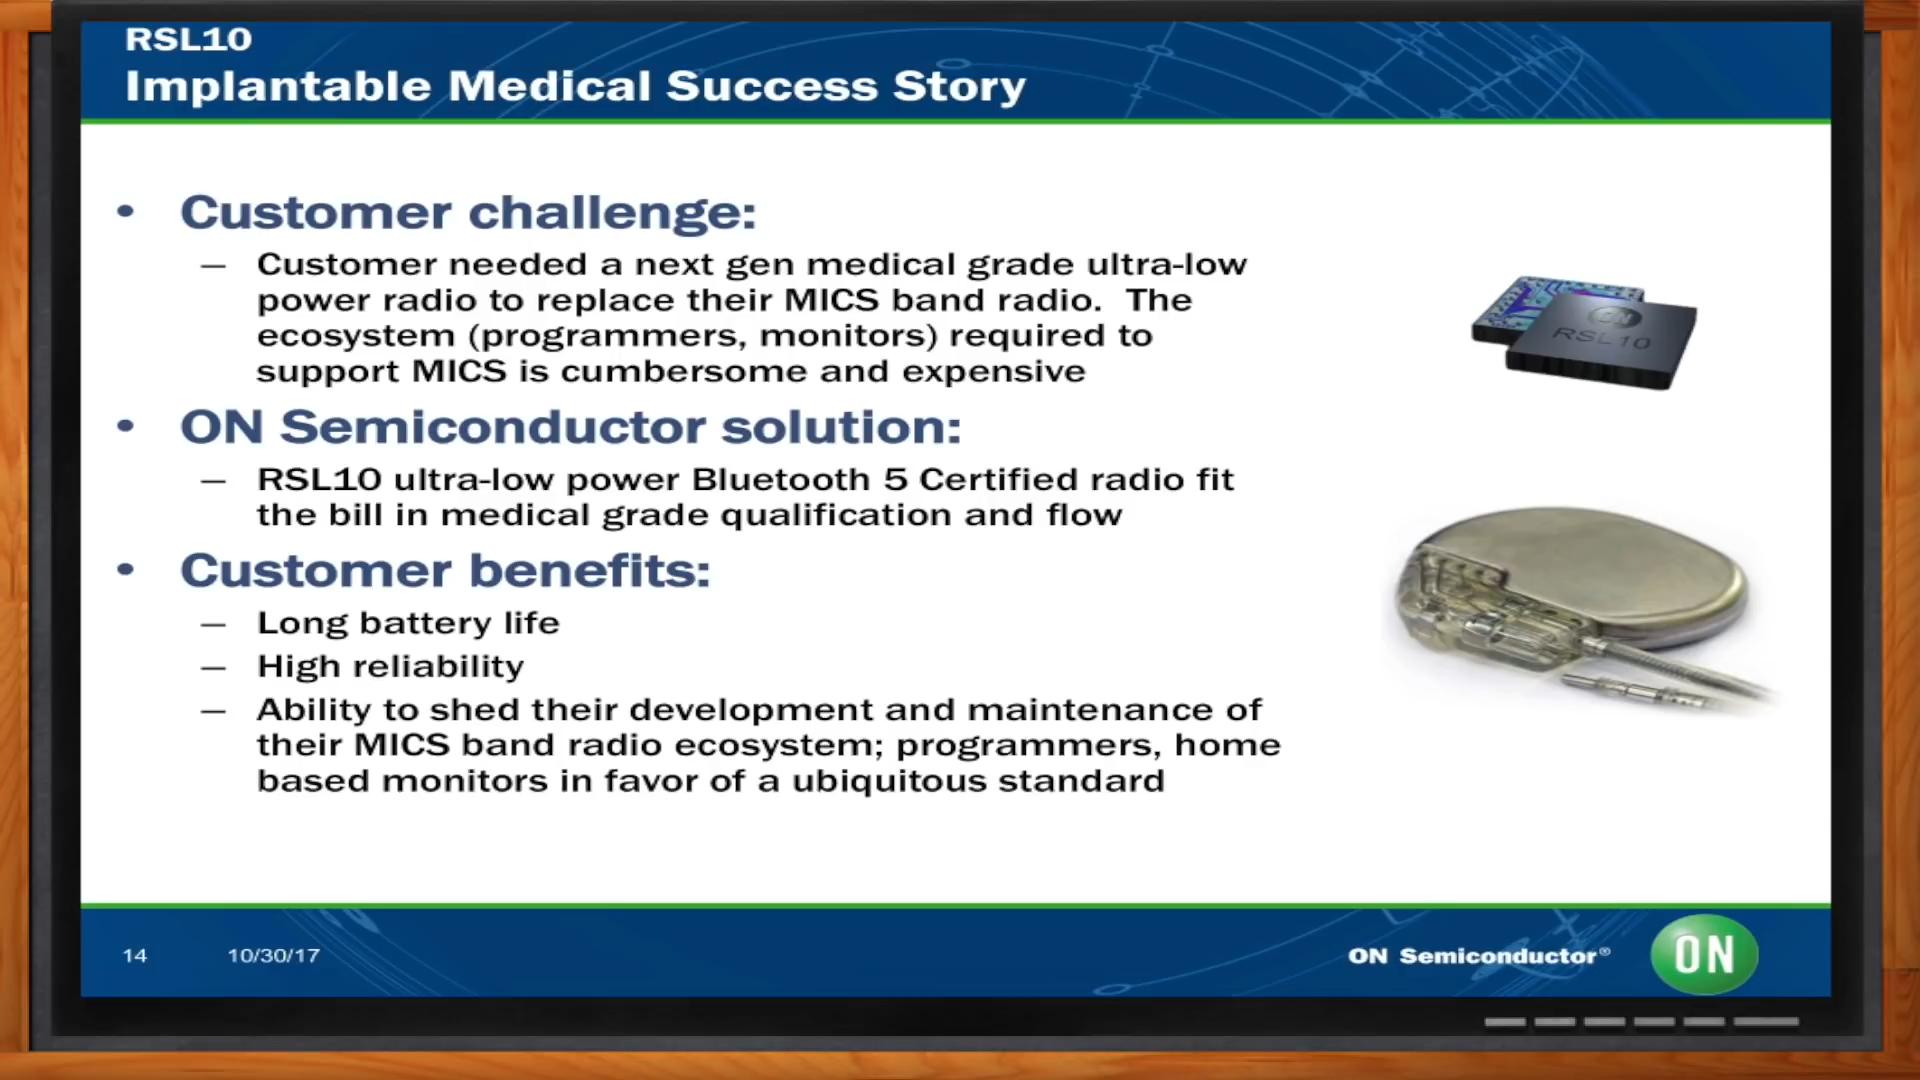 RSL10
Implantable Medical Success Story
• Customer challenge:
— Customer needed a next gen medical grade ultra-low
power radio to replace their MICS band radio. The
ecosystem (programmers, monitors) required to
support MICS is cumbersome and expensive
• ON Semiconductor solution:
— RSL10 ultra-low power Bluetooth 5 Certified radio fit
the bill in medical grade qualification and flow
• Customer benefits:
— Long battery life
— High reliability
— Ability to shed their development and maintenance of
their MICS band radio ecosystem; programmers, home
based monitors in favor of a ubiquitous standard
ON
RSL10
14 10/30/17
ON Semiconductor®
ON